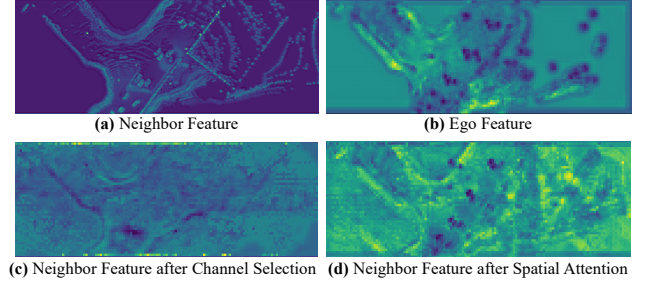 (a) Neighbor Feature
(b) Ego Feature
(c) Neighbor Feature after Channel Selection
(d) Neighbor Feature after Spatial Attention